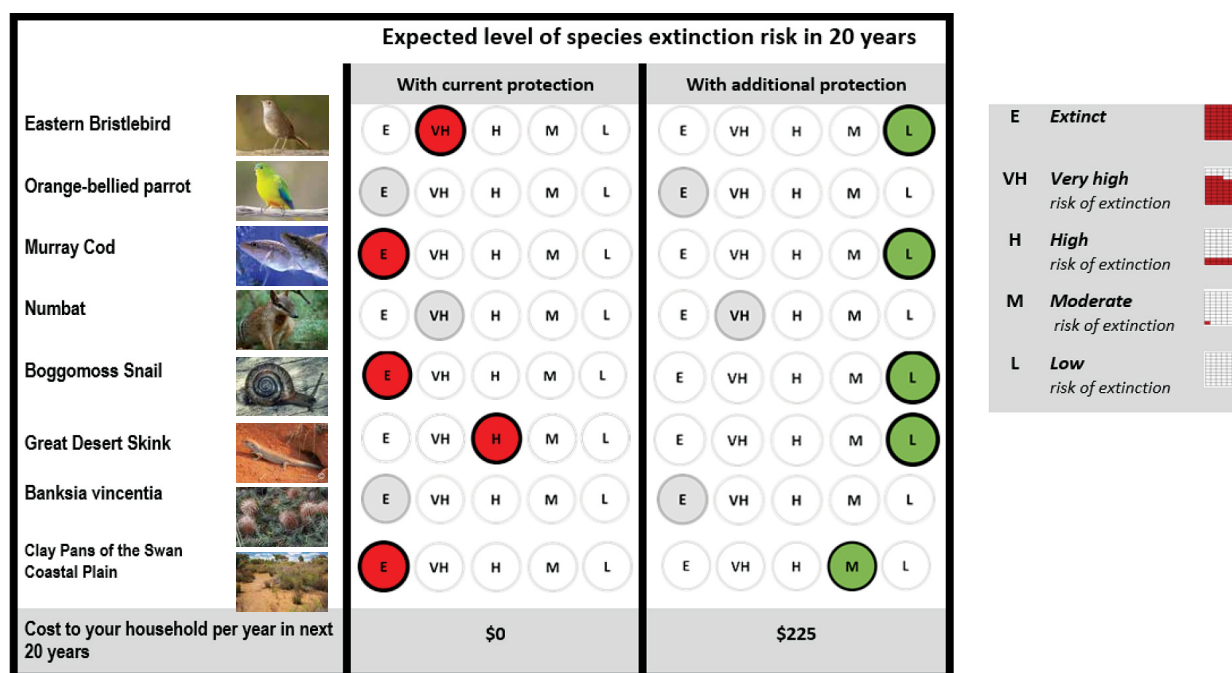 Expected level of species extinction risk in 20 years
With current protection With additional protection
Eastern Bristlebird E VH H M L E VH H M L
Orange-bellied parrot E VH H M L E VH H M L
Murray Cod E VH H M L E VH H M L
Numbat E VH H M L E VH H M L
Boggomoss Snail E VH H M L E VH H M L
Great Desert Skink E VH H M L E VH H M L
Banksia vincentia E VH H M L E VH H M L
Clay Pans of the Swan
Coastal Plain E VH H M L E VH H M L
Cost to your household per year in next
20 years $0 $225
E Extinct
VH Very high
risk of extinction
H High
risk of extinction
M Moderate
risk of extinction
L Low
risk of extinction